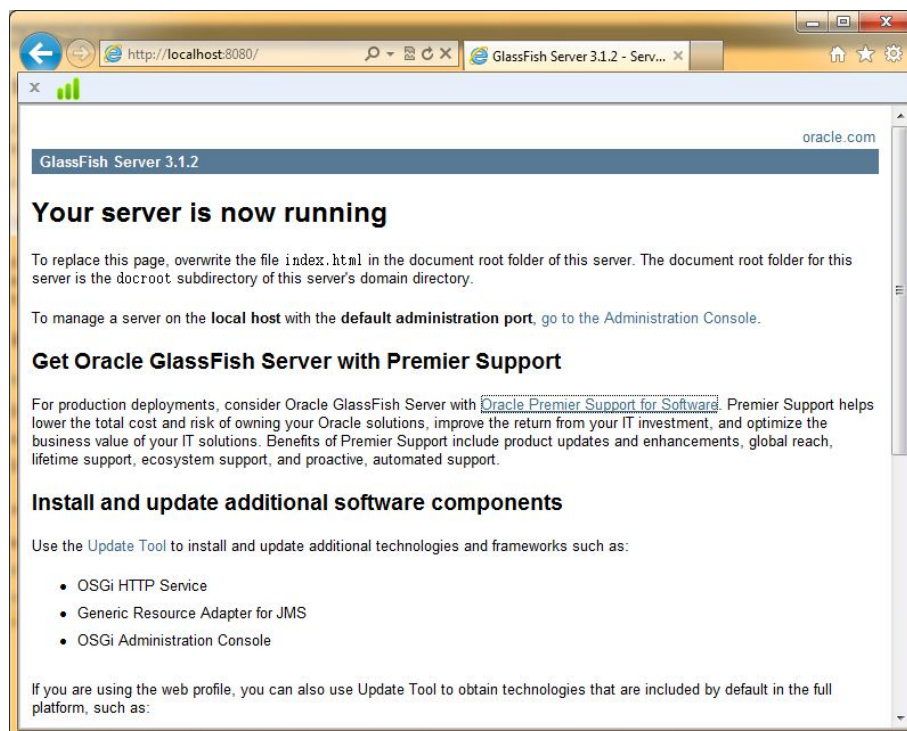 http://localhost:8080/
GlassFish Server 3.1.2 - Serv...
oracle.com
GlassFish Server 3.1.2
Your server is now running
To replace this page, overwrite the file index.html in the document root folder of this server. The document root folder for this
server is the docroot subdirectory of this server's domain directory.
To manage a server on the local host with the default administration port, go to the Administration Console.
Get Oracle GlassFish Server with Premier Support
For production deployments, consider Oracle GlassFish Server with Oracle Premier Support for Software. Premier Support helps
lower the total cost and risk of owning your Oracle solutions, improve the return from your IT investment, and optimize the
business value of your IT solutions. Benefits of Premier Support include product updates and enhancements, global reach,
lifetime support, ecosystem support, and proactive, automated support.
Install and update additional software components
Use the Update Tool to install and update additional technologies and frameworks such as:
• OSGi HTTP Service
• Generic Resource Adapter for JMS
• OSGi Administration Console
If you are using the web profile, you can also use Update Tool to obtain technologies that are included by default in the full
platform, such as: